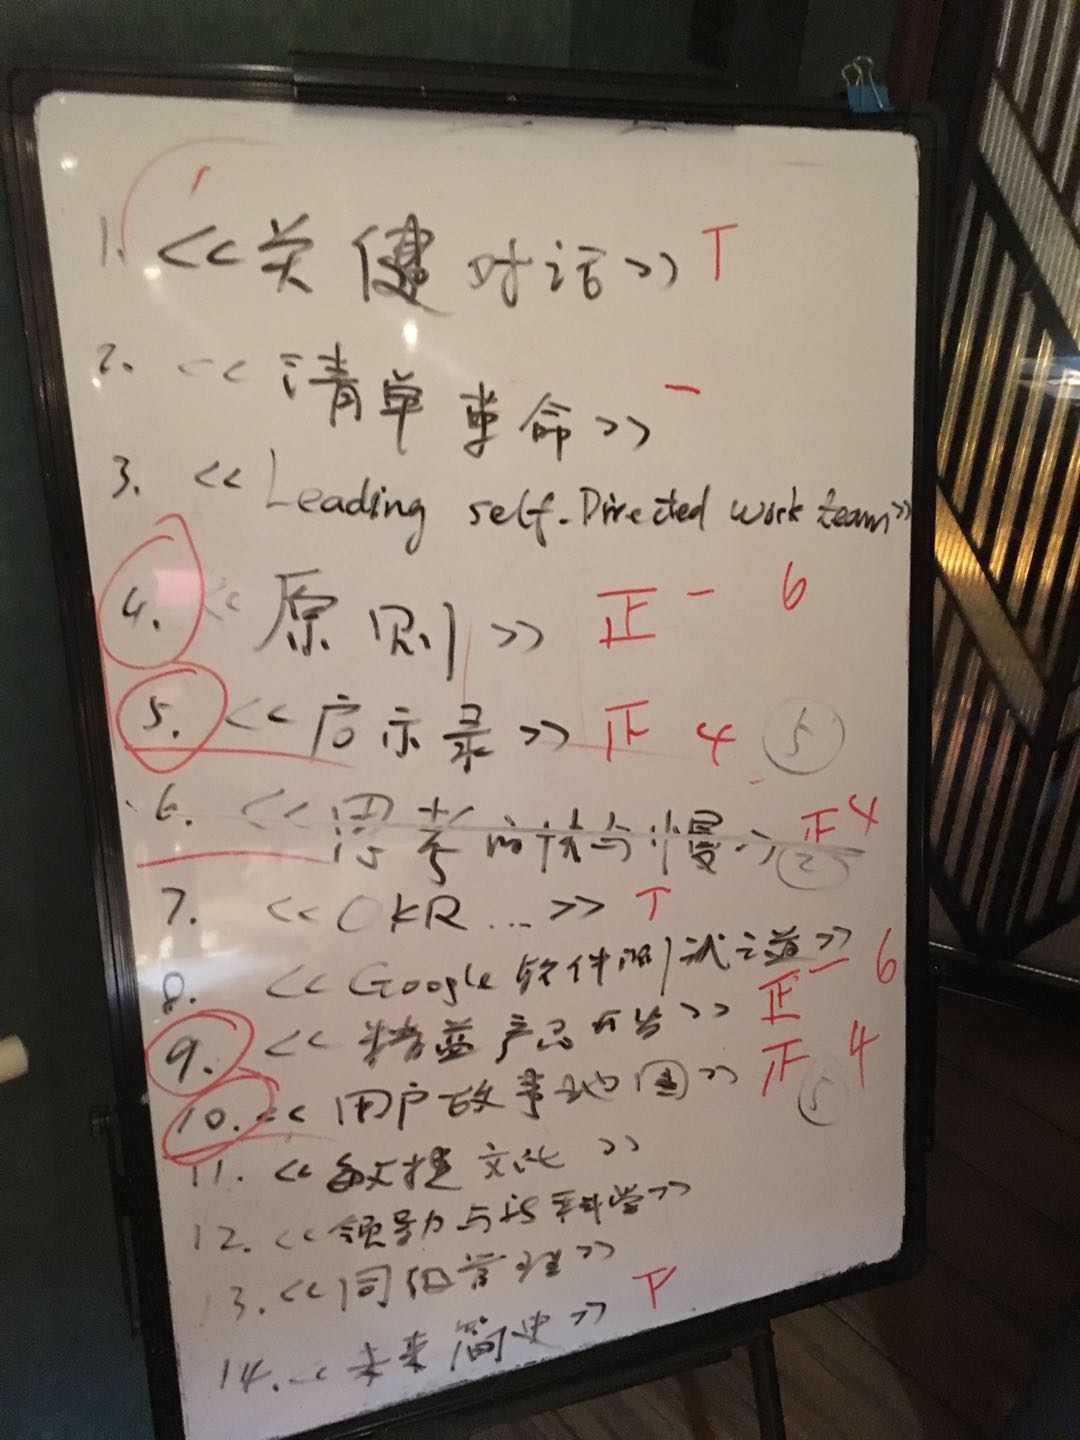 1. <<关健对话>> T
2. << 清单革命>> 一
3. << Leading self-Directed work team>>
4. << 原则>> 正一 6
5. <<启示录>> 正 4 5
6. <<思考的快与慢>> 正 4 2
7. <<OKR...>> T
8. <<Google软件测试之道>>
9. <<精益产品开发>> 正一 6
10. <<用户故事地图>> 正 4 5
11. <<敏捷文化>>
12. <<领导力与新科学>>
13. <<同侪管理>>
14. <<未来简史>> 下